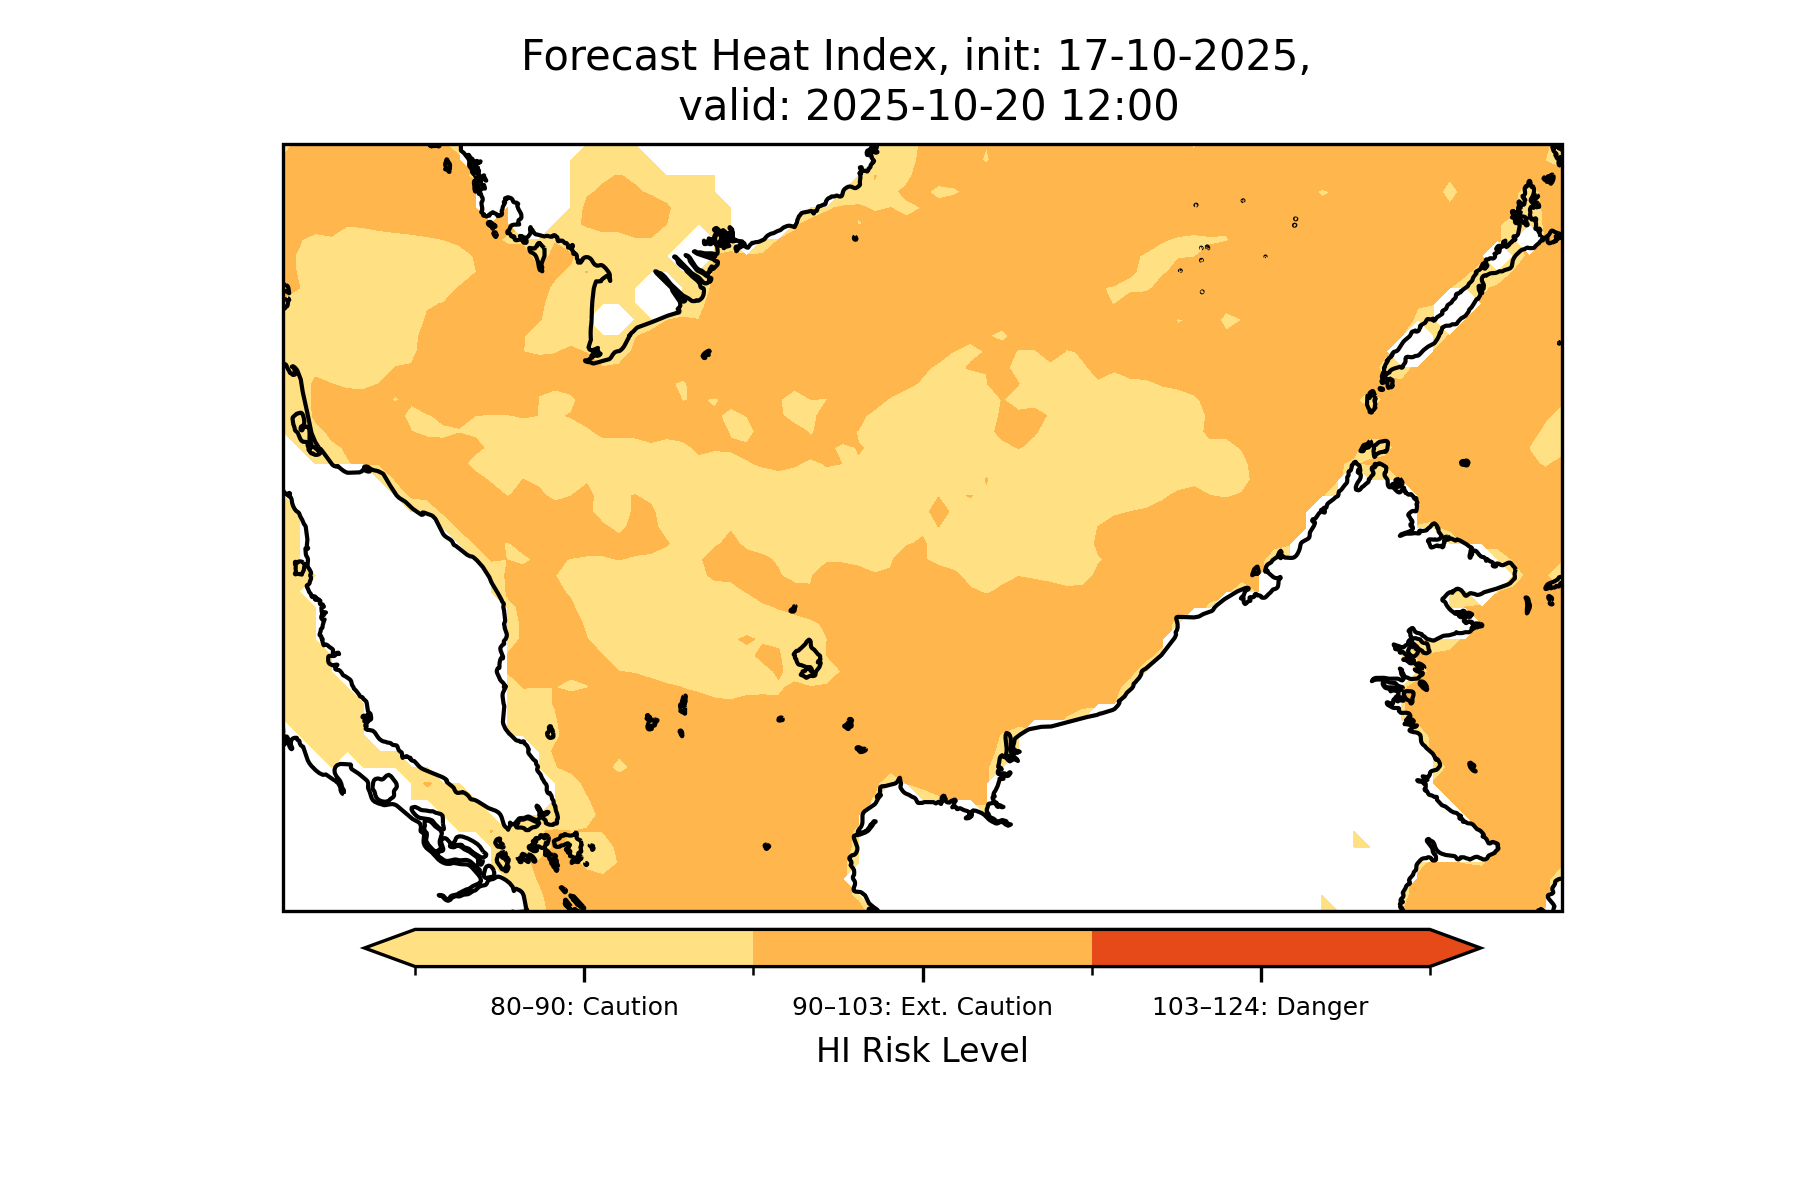 Forecast Heat Index, init: 17-10-2025,
valid: 2025-10-20 12:00
80–90: Caution
90–103: Ext. Caution
103–124: Danger
HI Risk Level